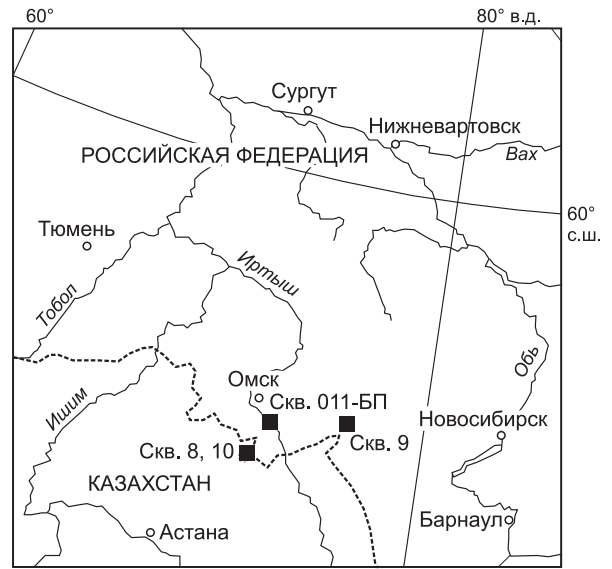 60°
80° в.д.
Сургут
Нижневартовск
РОССИЙСКАЯ ФЕДЕРАЦИЯ
Вах
60°
с.ш.
Тюмень
Иртыш
Тобол
Обь
Омск
Скв. 011-БП
Ишим
Новосибирск
Скв. 9
Скв. 8, 10
КАЗАХСТАН
Барнаул
Астана